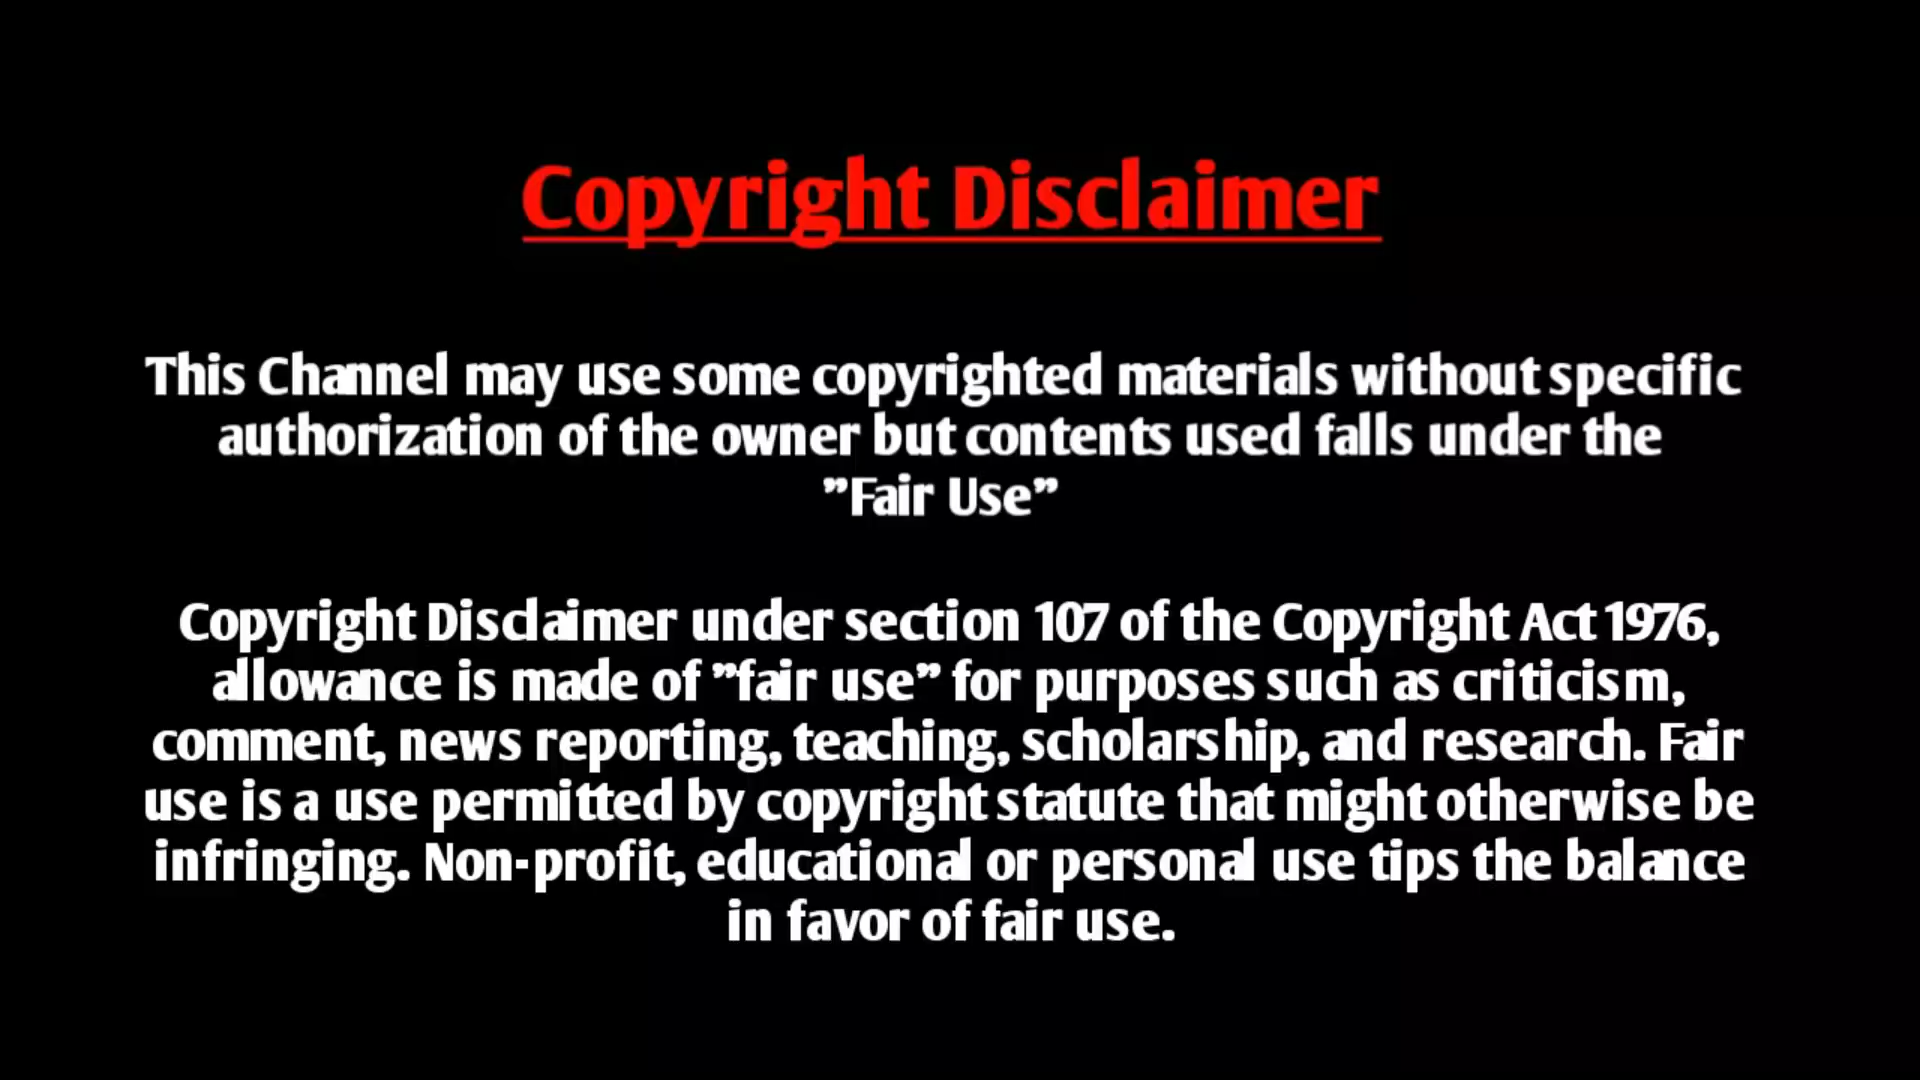 Copyright Disclaimer
This Channel may use some copyrighted materials without specific
authorization of the owner but contents used falls under the
”Fair Use”
Copyright Disclaimer under section 107 of the Copyright Act 1976,
allowance is made of ”fair use” for purposes such as criticism,
comment, news reporting, teaching, scholarship, and research. Fair
use is a use permitted by copyright statute that might otherwise be
infringing. Non-profit, educational or personal use tips the balance
in favor of fair use.